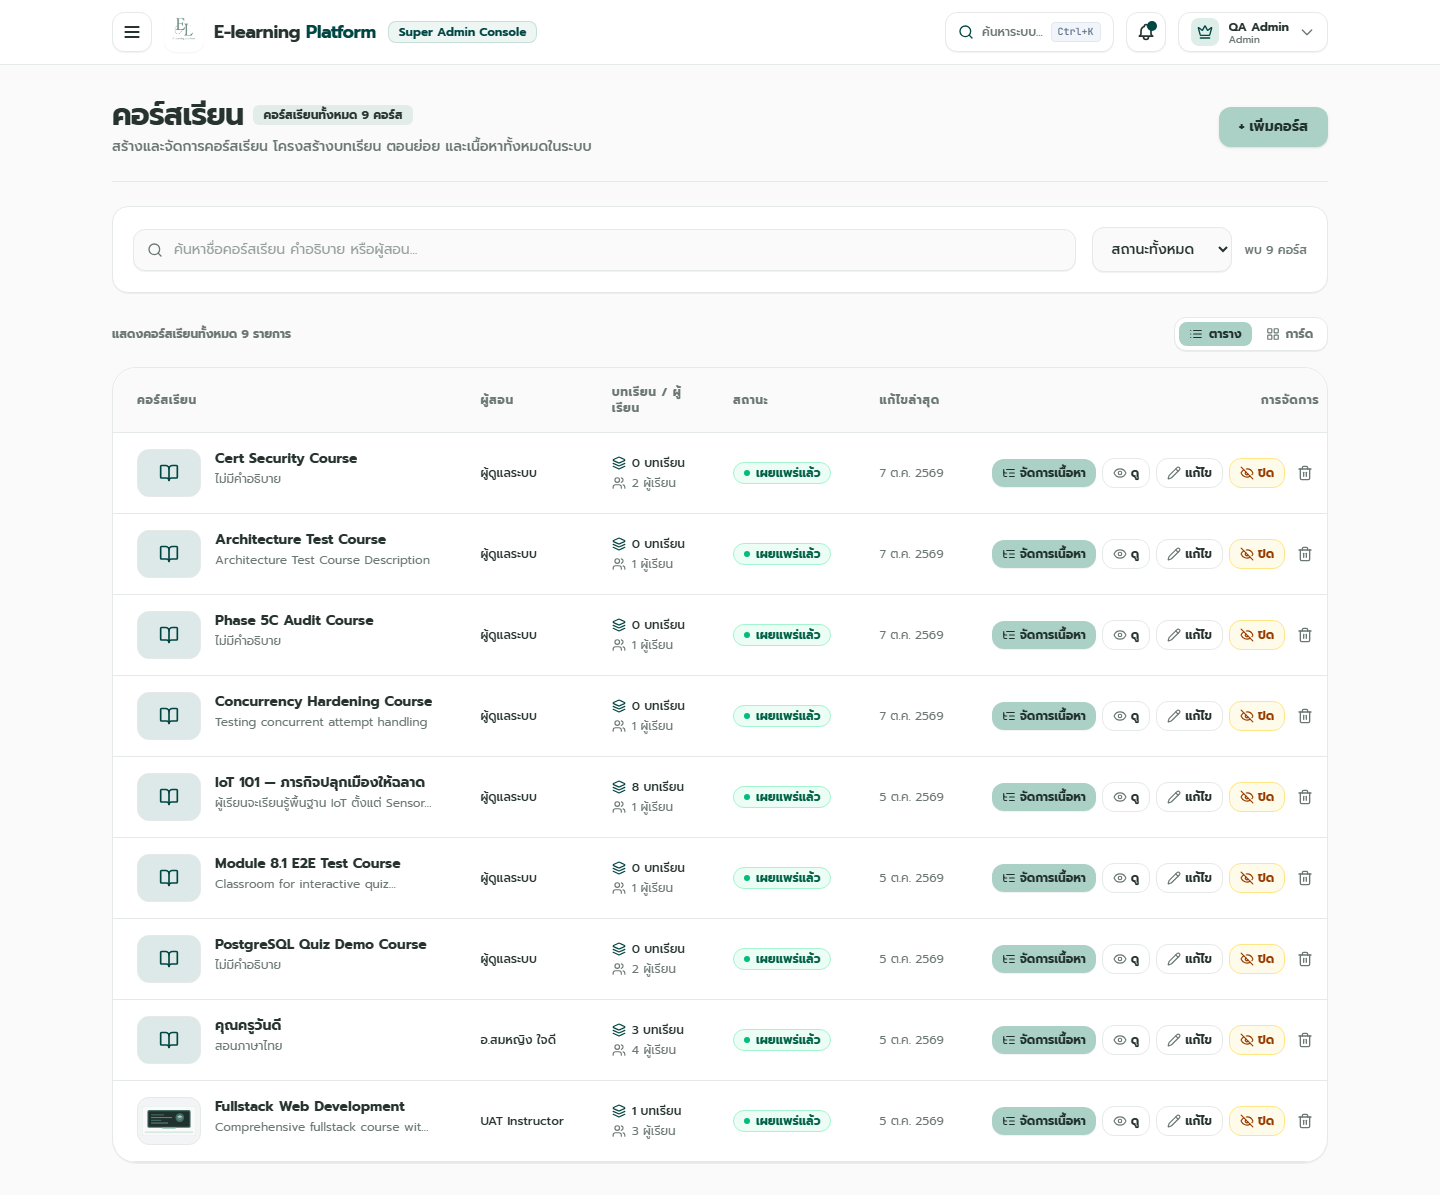 E-learning Platform
Super Admin Console
ค้นหาระบบ...
Ctrl+K
QA Admin
Admin
คอร์สเรียน
คอร์สเรียนทั้งหมด 9 คอร์ส
สร้างและจัดการคอร์สเรียน โครงสร้างบทเรียน ตอนย่อย และเนื้อหาทั้งหมดในระบบ
+ เพิ่มคอร์ส
ค้นหาชื่อคอร์สเรียน คำอธิบาย หรือผู้สอน...
สถานะทั้งหมด
พบ 9 คอร์ส
แสดงคอร์สเรียนทั้งหมด 9 รายการ
ตาราง
การ์ด
คอร์สเรียน
ผู้สอน
บทเรียน / ผู้
เรียน
สถานะ
แก้ไขล่าสุด
การจัดการ
Cert Security Course
ไม่มีคำอธิบาย
ผู้ดูแลระบบ
0 บทเรียน
2 ผู้เรียน
เผยแพร่แล้ว
7 ต.ค. 2569
จัดการเนื้อหา
ดู
แก้ไข
ปิด
Architecture Test Course
Architecture Test Course Description
ผู้ดูแลระบบ
0 บทเรียน
1 ผู้เรียน
เผยแพร่แล้ว
7 ต.ค. 2569
จัดการเนื้อหา
ดู
แก้ไข
ปิด
Phase 5C Audit Course
ไม่มีคำอธิบาย
ผู้ดูแลระบบ
0 บทเรียน
1 ผู้เรียน
เผยแพร่แล้ว
7 ต.ค. 2569
จัดการเนื้อหา
ดู
แก้ไข
ปิด
Concurrency Hardening Course
Testing concurrent attempt handling
ผู้ดูแลระบบ
0 บทเรียน
1 ผู้เรียน
เผยแพร่แล้ว
7 ต.ค. 2569
จัดการเนื้อหา
ดู
แก้ไข
ปิด
IoT 101 — ภารกิจปลุกเมืองให้ฉลาด
ผู้เรียนจะเรียนรู้พื้นฐาน IoT ตั้งแต่ Sensor...
ผู้ดูแลระบบ
8 บทเรียน
1 ผู้เรียน
เผยแพร่แล้ว
5 ต.ค. 2569
จัดการเนื้อหา
ดู
แก้ไข
ปิด
Module 8.1 E2E Test Course
Classroom for interactive quiz...
ผู้ดูแลระบบ
0 บทเรียน
1 ผู้เรียน
เผยแพร่แล้ว
5 ต.ค. 2569
จัดการเนื้อหา
ดู
แก้ไข
ปิด
PostgreSQL Quiz Demo Course
ไม่มีคำอธิบาย
ผู้ดูแลระบบ
0 บทเรียน
2 ผู้เรียน
เผยแพร่แล้ว
5 ต.ค. 2569
จัดการเนื้อหา
ดู
แก้ไข
ปิด
คุณครูวันดี
สอนภาษาไทย
อ.สมหญิง ใจดี
3 บทเรียน
4 ผู้เรียน
เผยแพร่แล้ว
5 ต.ค. 2569
จัดการเนื้อหา
ดู
แก้ไข
ปิด
Fullstack Web Development
Comprehensive fullstack course wit...
UAT Instructor
1 บทเรียน
3 ผู้เรียน
เผยแพร่แล้ว
5 ต.ค. 2569
จัดการเนื้อหา
ดู
แก้ไข
ปิด